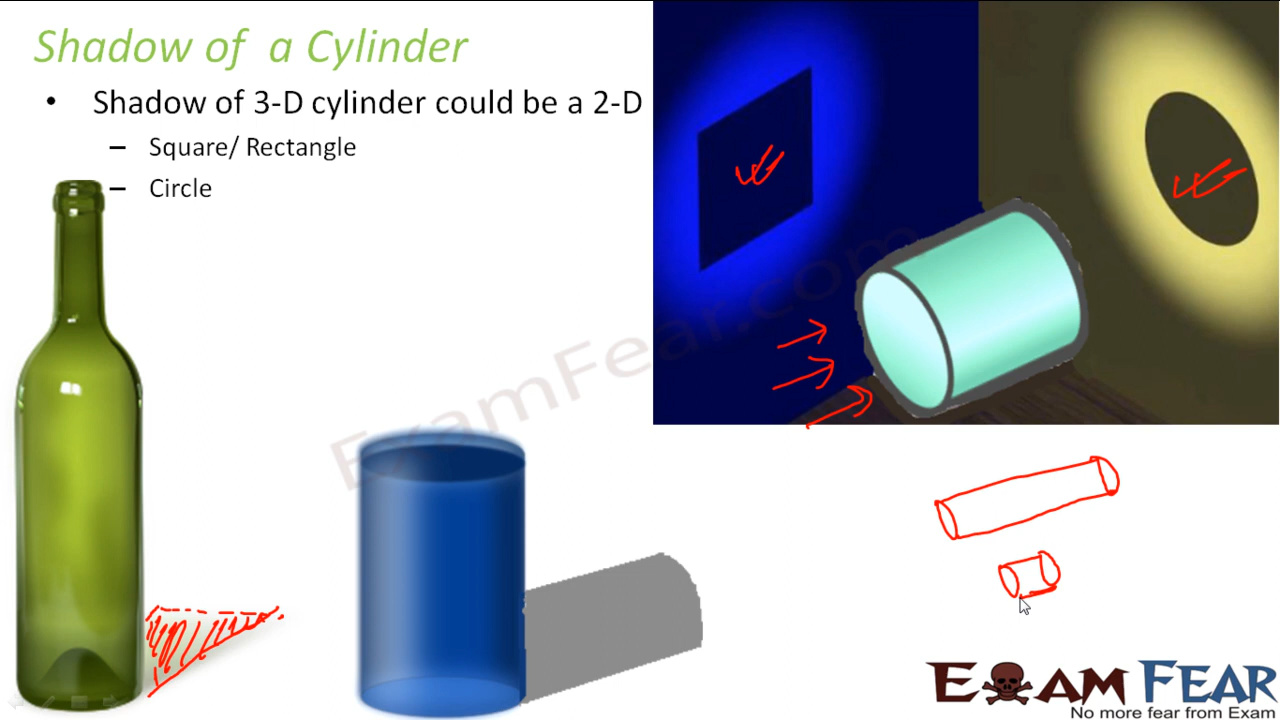 Shadow of a Cylinder
• Shadow of 3-D cylinder could be a 2-D
– Square/ Rectangle
– Circle
ExamFear.com
EXAMFEAR
No more fear from Exam